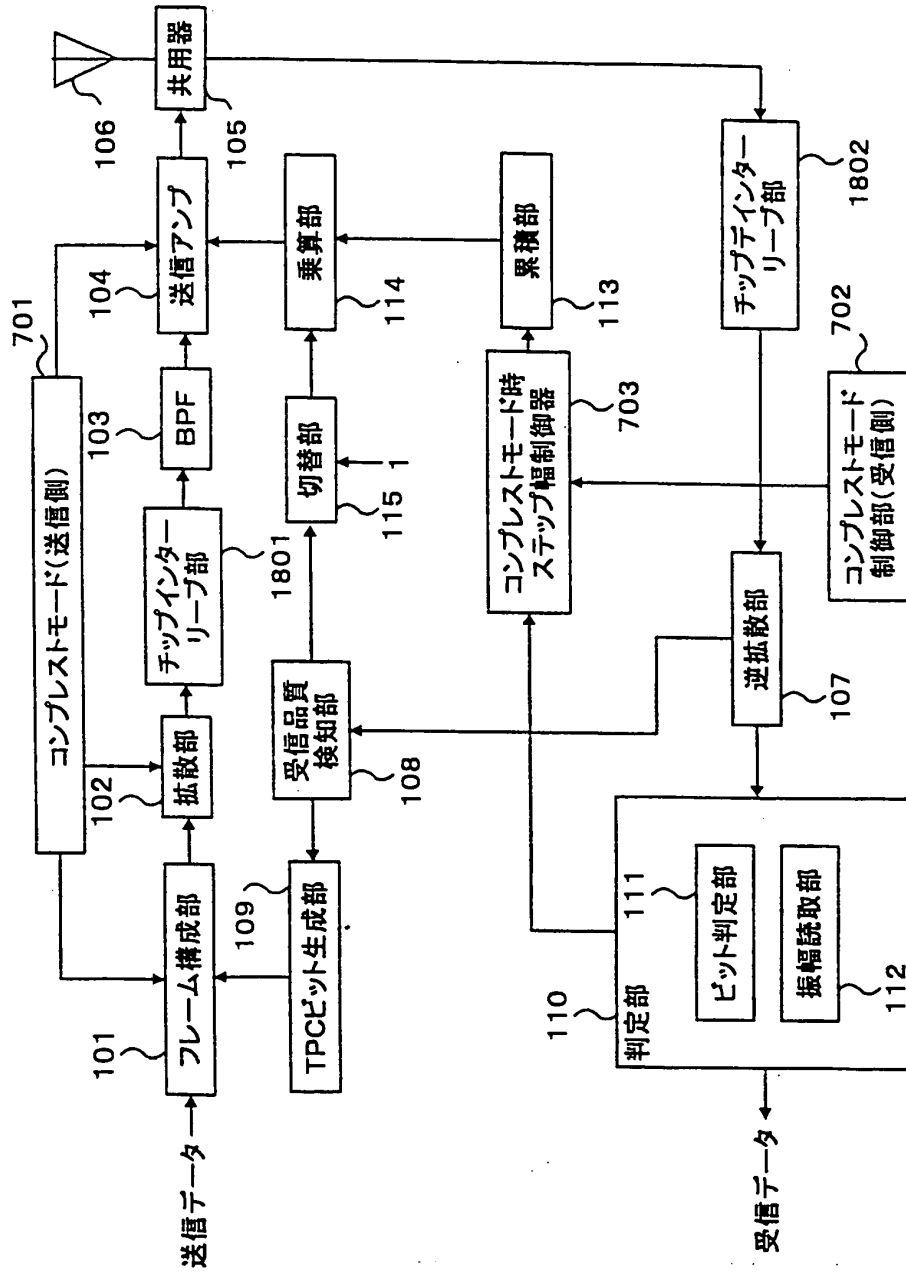 701
コンプレストモード(送信側)
106
送信データ
フレーム構成部
101
拡散部
102
チップインター
リーブ部
1801
BPF
103
送信アンプ
104
共用器
105
TPCビット生成部
109
受信品質
検知部
108
切替部
115
1
乗算部
114
コンプレストモード時
ステップ幅制御器
703
累積部
113
受信データ
110
判定部
ビット判定部
111
振幅読取部
112
逆拡散部
107
コンプレストモード
制御部(受信側)
702
チップデインター
リーブ部
1802